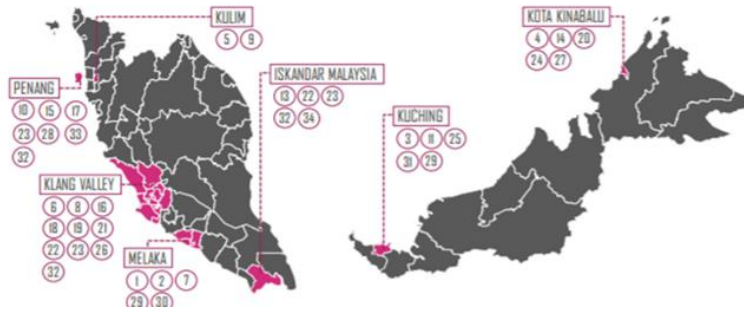 KULIM
5 9
PENANG
10 15 17
23 28 33
32
KLANG VALLEY
6 8 16
18 19 21
22 23 26
32
MELAKA
1 2 7
29 30
ISKANDAR MALAYSIA
13 22 23
32 34
KUCHING
3 11 25
31 29
KOTA KINABALU
4 14 20
24 27